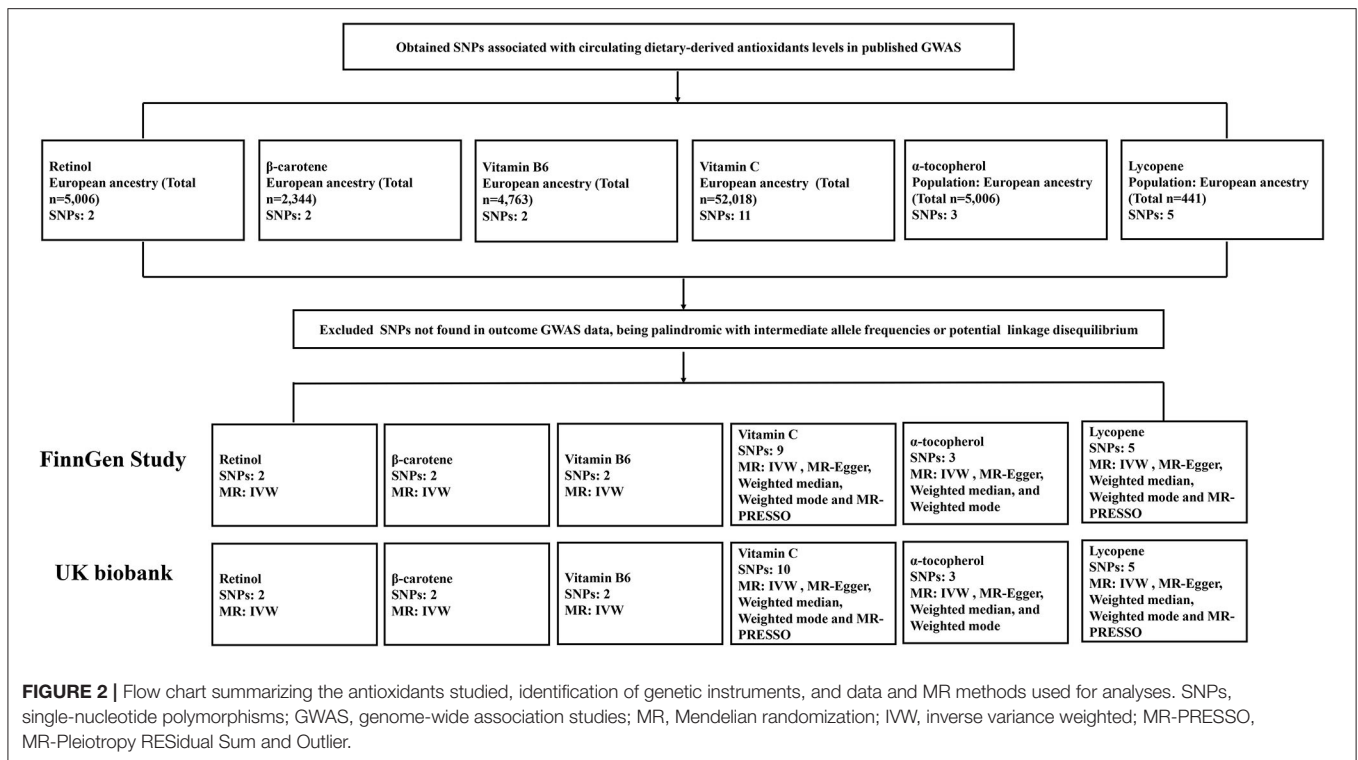 Obtained SNPs associated with circulating dietary-derived antioxidants levels in published GWAS
Retinol
European ancestry (Total
n=5,006)
SNPs: 2
β-carotene
European ancestry (Total
n=2,344)
SNPs: 2
Vitamin B6
European ancestry (Total
n=4,763)
SNPs: 2
Vitamin C
European ancestry (Total
n=52,018)
SNPs: 11
α-tocopherol
Population: European ancestry
(Total n=5,006)
SNPs: 3
Lycopene
Population: European ancestry
(Total n=441)
SNPs: 5
Excluded SNPs not found in outcome GWAS data, being palindromic with intermediate allele frequencies or potential linkage disequilibrium
FinnGen Study
Retinol
SNPs: 2
MR: IVW
β-carotene
SNPs: 2
MR: IVW
Vitamin B6
SNPs: 2
MR: IVW
Vitamin C
SNPs: 9
MR: IVW , MR-Egger,
Weighted median,
Weighted mode and MR-
PRESSO
α-tocopherol
SNPs: 3
MR: IVW , MR-Egger,
Weighted median, and
Weighted mode
Lycopene
SNPs: 5
MR: IVW , MR-Egger,
Weighted median,
Weighted mode and MR-
PRESSO
UK biobank
Retinol
SNPs: 2
MR: IVW
β-carotene
SNPs: 2
MR: IVW
Vitamin B6
SNPs: 2
MR: IVW
Vitamin C
SNPs: 10
MR: IVW , MR-Egger,
Weighted median,
Weighted mode and MR-
PRESSO
α-tocopherol
SNPs: 3
MR: IVW , MR-Egger,
Weighted median, and
Weighted mode
Lycopene
SNPs: 5
MR: IVW , MR-Egger,
Weighted median,
Weighted mode and MR-
PRESSO
FIGURE 2 | Flow chart summarizing the antioxidants studied, identification of genetic instruments, and data and MR methods used for analyses. SNPs,
single-nucleotide polymorphisms; GWAS, genome-wide association studies; MR, Mendelian randomization; IVW, inverse variance weighted; MR-PRESSO,
MR-Pleiotropy RESidual Sum and Outlier.